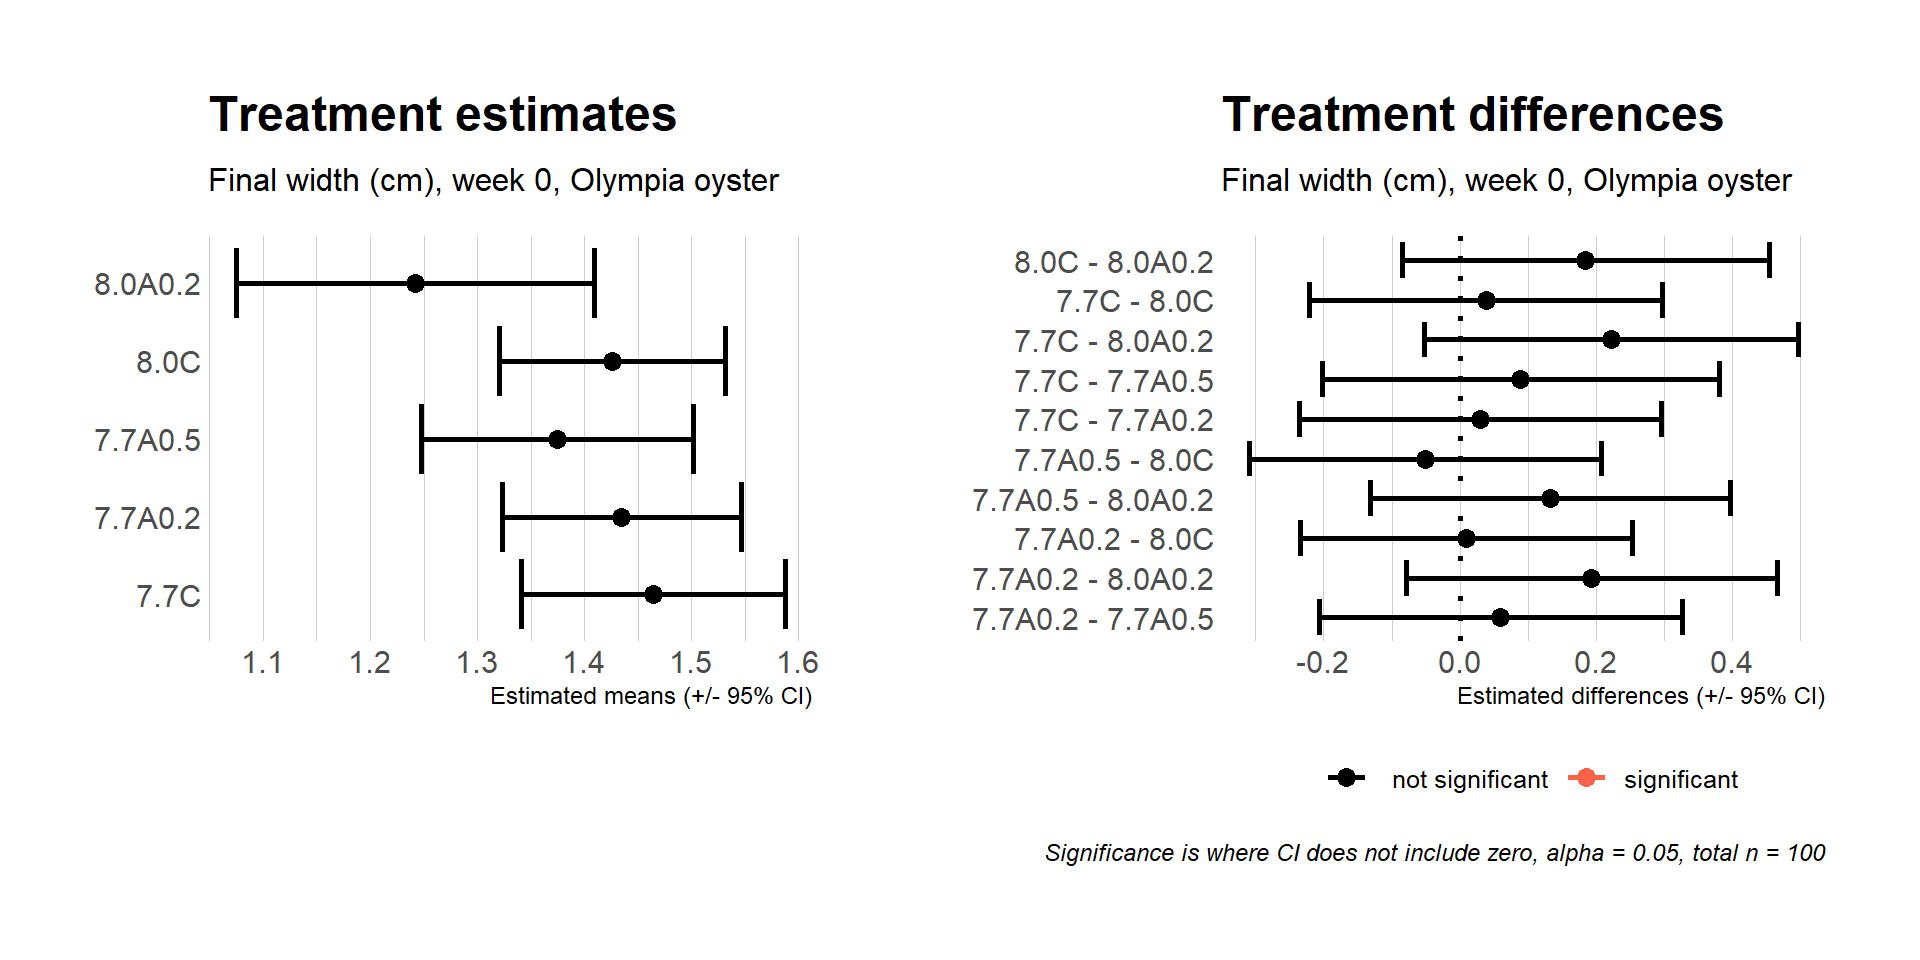 Treatment estimates
Final width (cm), week 0, Olympia oyster
8.0A0.2
8.0C
7.7A0.5
7.7A0.2
7.7C
1.1 1.2 1.3 1.4 1.5 1.6
Estimated means (+/- 95% CI)
Treatment differences
Final width (cm), week 0, Olympia oyster
8.0C - 8.0A0.2
7.7C - 8.0C
7.7C - 8.0A0.2
7.7C - 7.7A0.5
7.7C - 7.7A0.2
7.7A0.5 - 8.0C
7.7A0.5 - 8.0A0.2
7.7A0.2 - 8.0C
7.7A0.2 - 8.0A0.2
7.7A0.2 - 7.7A0.5
-0.2 0.0 0.2 0.4
Estimated differences (+/- 95% CI)
not significant significant
Significance is where CI does not include zero, alpha = 0.05, total n = 100